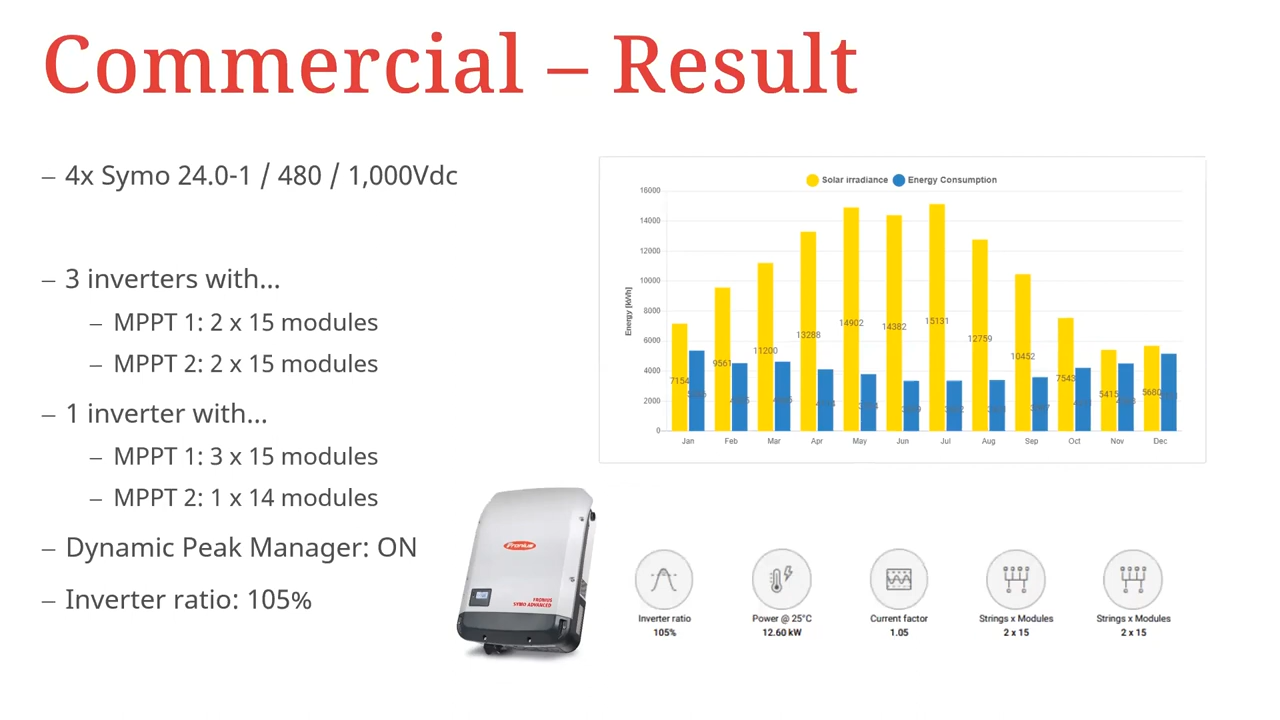 Commercial – Result
– 4x Symo 24.0-1 / 480 / 1,000Vdc
– 3 inverters with...
– MPPT 1: 2 x 15 modules
– MPPT 2: 2 x 15 modules
– 1 inverter with...
– MPPT 1: 3 x 15 modules
– MPPT 2: 1 x 14 modules
– Dynamic Peak Manager: ON
– Inverter ratio: 105%
Solar irradiance Energy Consumption
Energy [kWh]
16000
14000
12000
10000
8000
6000
4000
2000
0
7154
9561
11200
13288
14902
14382
15131
12759
10452
7543
5415
5680
Jan Feb Mar Apr May Jun Jul Aug Sep Oct Nov Dec
Fronius
FRONIUS
SYMO ADVANCED
Inverter ratio
105%
Power @ 25°C
12.60 kW
Current factor
1.05
Strings x Modules
2 x 15
Strings x Modules
2 x 15